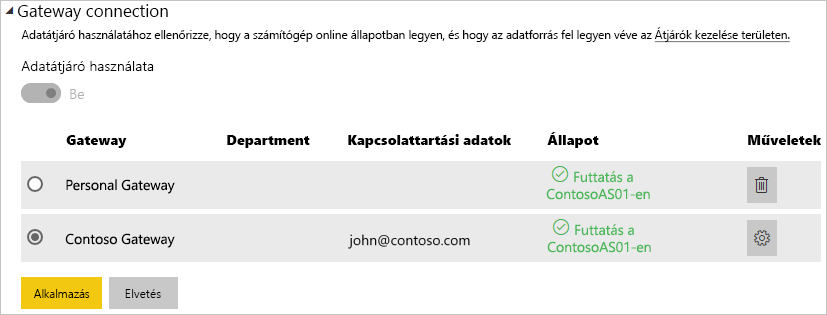 Gateway connection
Adatátjáró használatához ellenőrizze, hogy a számítógép online állapotban legyen, és hogy az adatforrás fel legyen véve az Átjárók kezelése területen.
Adatátjáró használata
Be
Gateway Department Kapcsolattartási adatok Állapot Műveletek
Personal Gateway Futtatás a
ContosoAS01-en
Contoso Gateway john@contoso.com Futtatás a
ContosoAS01-en
Alkalmazás Elvetés